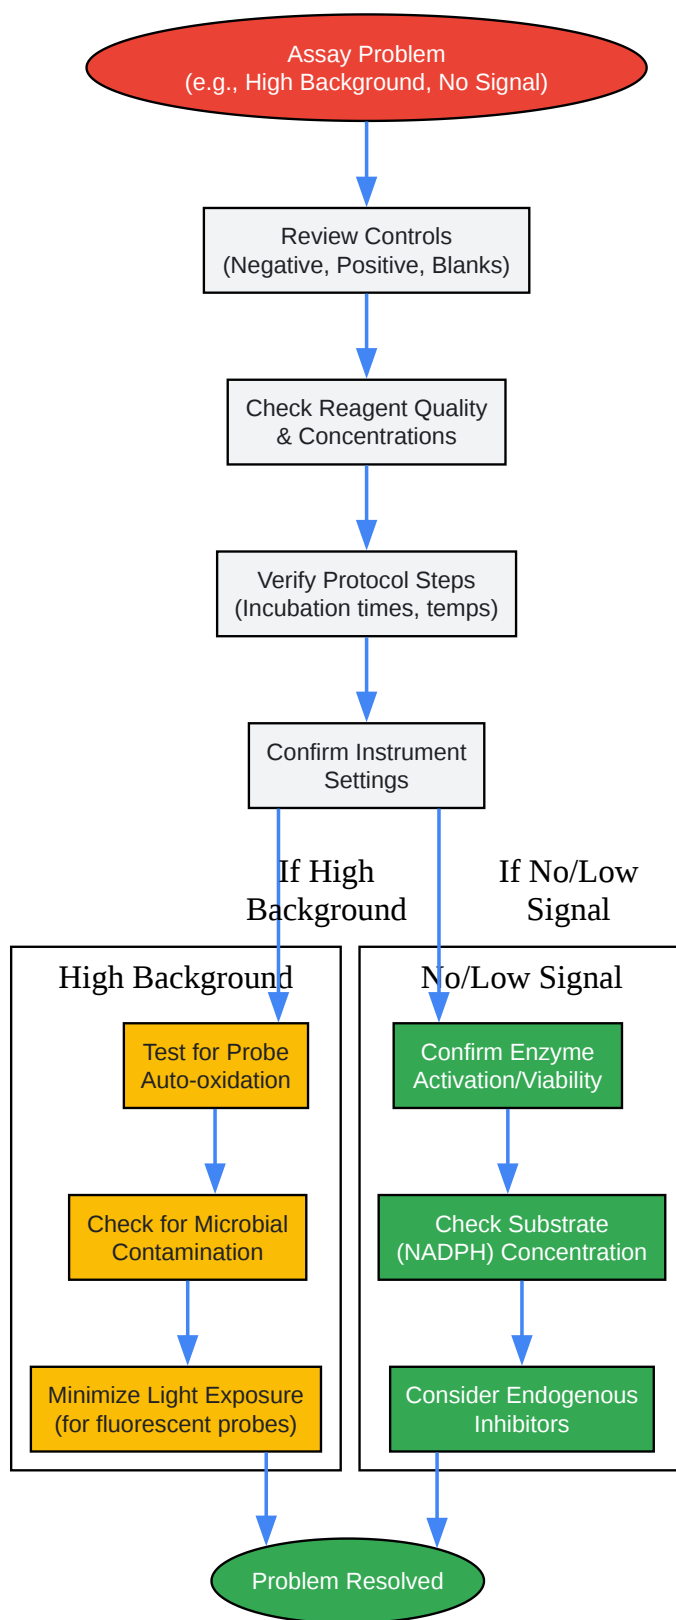 Assay Problem
(e.g., High Background, No Signal)
Review Controls
(Negative, Positive, Blanks)
Check Reagent Quality
& Concentrations
Verify Protocol Steps
(Incubation times, temps)
Confirm Instrument
Settings
If High
Background
If No/Low
Signal
High Background
Test for Probe
Auto-oxidation
Check for Microbial
Contamination
Minimize Light Exposure
(for fluorescent probes)
No/Low Signal
Confirm Enzyme
Activation/Viability
Check Substrate
(NADPH) Concentration
Consider Endogenous
Inhibitors
Problem Resolved